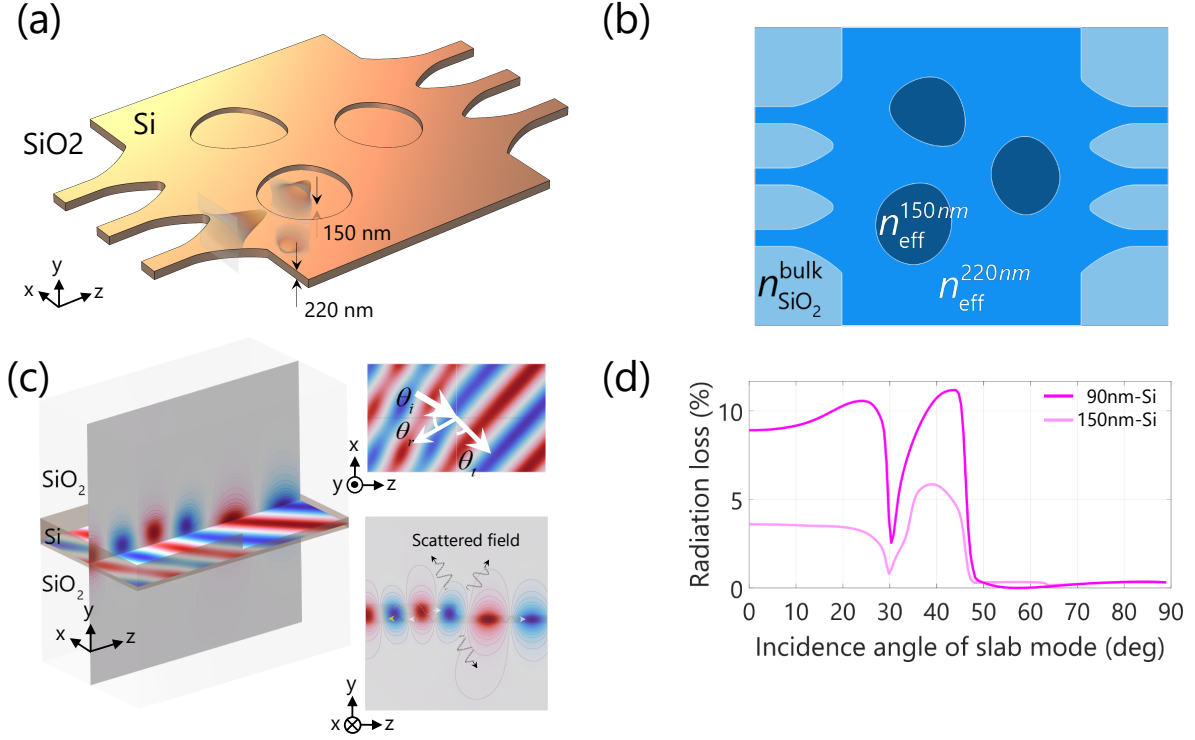 (a)
Si
SiO2
150 nm
220 nm
y
x
z
(b)
n_eff^150nm
n_SiO₂^bulk
n_eff^220nm
(c)
SiO₂
Si
SiO₂
y
x
z
θi
θr
θt
x
y
z
Scattered field
y
x
z
(d)
Radiation loss (%)
10
5
0
90nm-Si
150nm-Si
0 10 20 30 40 50 60 70 80 90
Incidence angle of slab mode (deg)